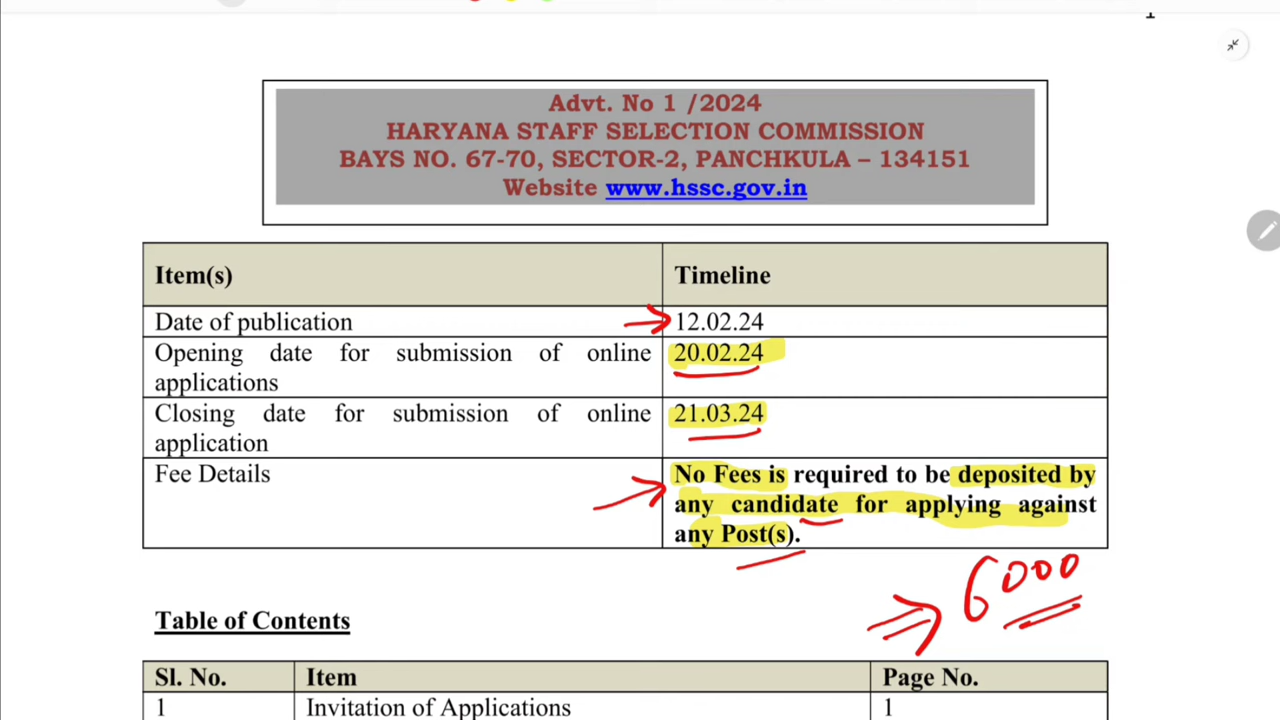 Advt. No 1 /2024
HARYANA STAFF SELECTION COMMISSION
BAYS NO. 67-70, SECTOR-2, PANCHKULA – 134151
Website www.hssc.gov.in
Item(s) Timeline
Date of publication 12.02.24
Opening date for submission of online 20.02.24
applications
Closing date for submission of online 21.03.24
application
Fee Details No Fees is required to be deposited by
any candidate for applying against
any Post(s).
6000
Table of Contents
Sl. No. Item Page No.
1 Invitation of Applications 1